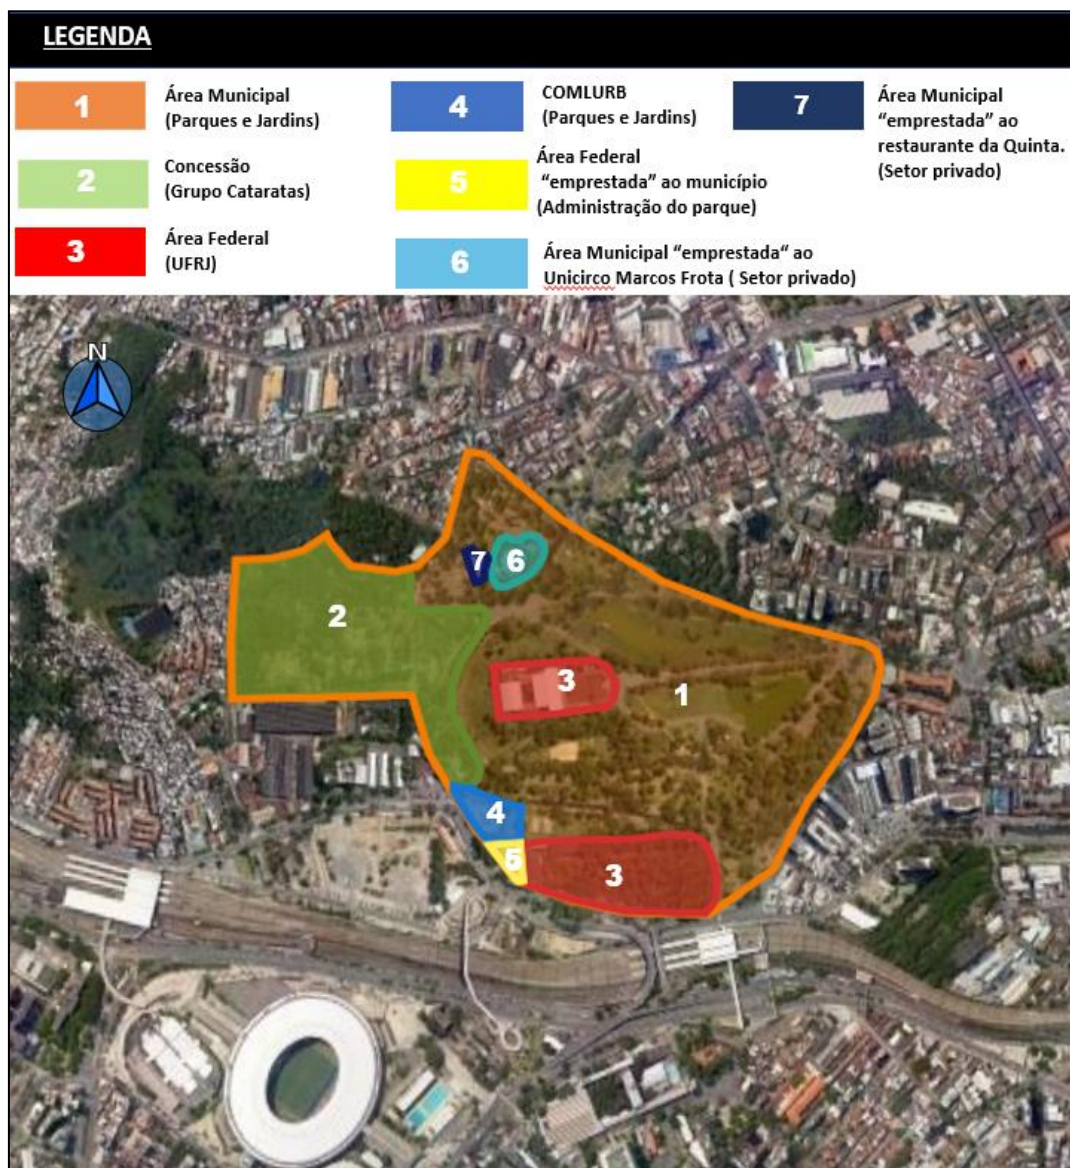 LEGENDA
1
Área Municipal
(Parques e Jardins)
2
Concessão
(Grupo Cataratas)
3
Área Federal
(UFRJ)
4
COMLURB
(Parques e Jardins)
5
Área Federal
“emprestada” ao município
(Administração do parque)
6
Área Municipal “emprestada“ ao
Unicirco Marcos Frota ( Setor privado)
7
Área Municipal
“emprestada” ao
restaurante da Quinta.
(Setor privado)
N
7
6
2
3
1
4
5
3